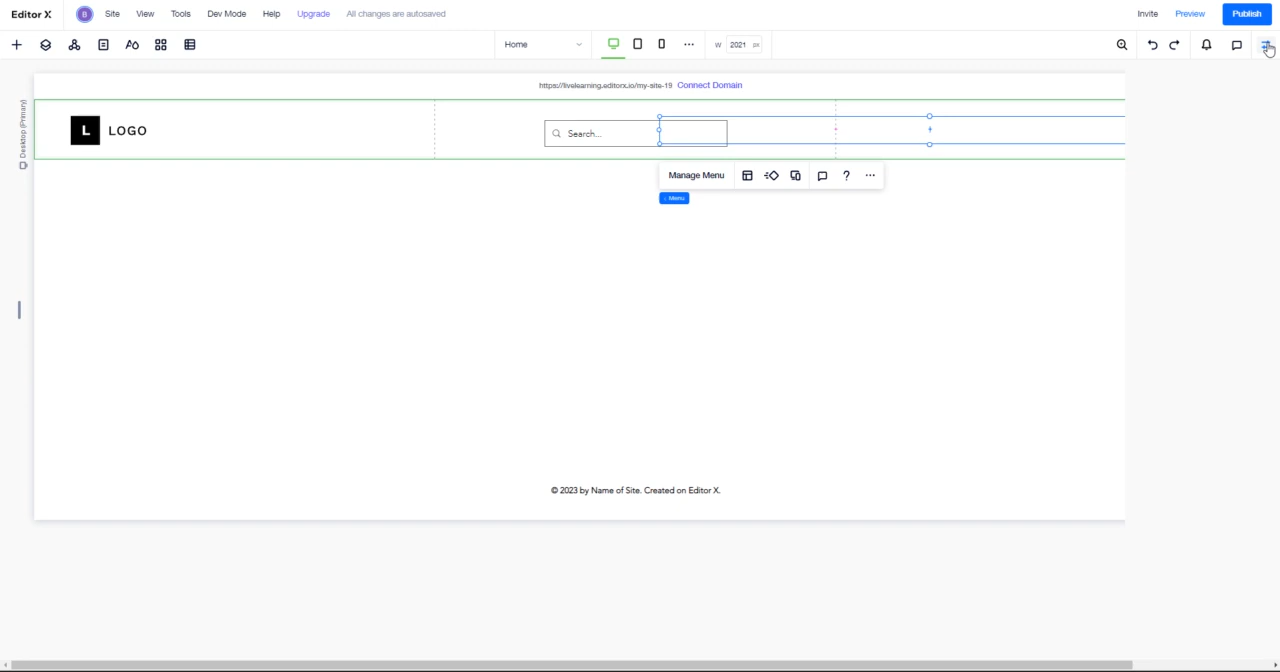 Editor X
B
Site
View
Tools
Dev Mode
Help
Upgrade
All changes are autosaved
Invite
Preview
Publish
Home
W
2021
px
https://livelearning.editorx.io/my-site-19 Connect Domain
Desktop (Primary)
L LOGO
Search...
Manage Menu
?
‹ Menu
© 2023 by Name of Site. Created on Editor X.